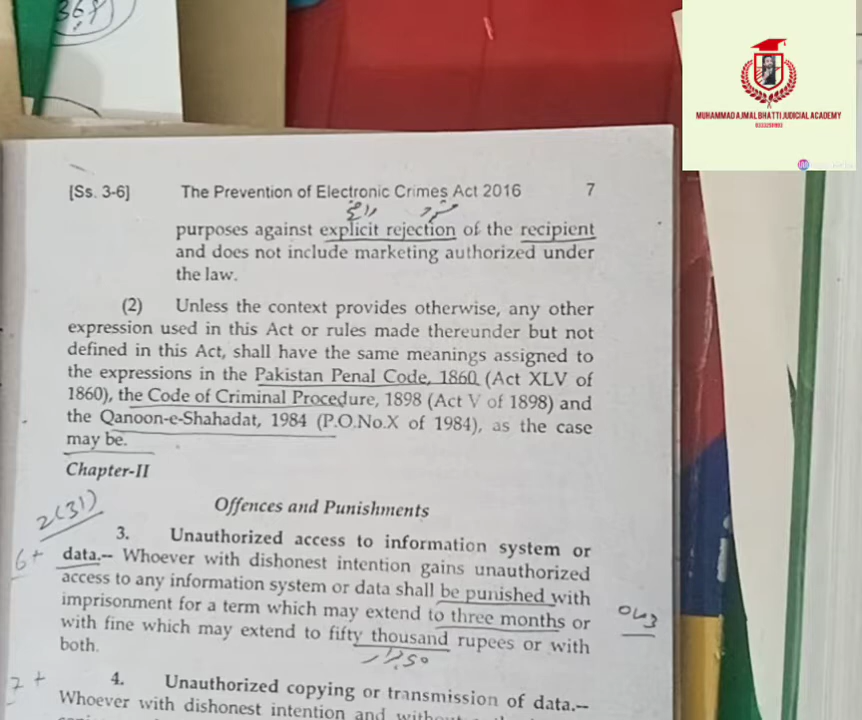 MUHAMMAD AJMAL BHATTI JUDICIAL ACADEMY
[Ss. 3-6] The Prevention of Electronic Crimes Act 2016 7
واضح مسترد
purposes against explicit rejection of the recipient
and does not include marketing authorized under
the law.
(2) Unless the context provides otherwise, any other
expression used in this Act or rules made thereunder but not
defined in this Act, shall have the same meanings assigned to
the expressions in the Pakistan Penal Code, 1860 (Act XLV of
1860), the Code of Criminal Procedure, 1898 (Act V of 1898) and
the Qanoon-e-Shahadat, 1984 (P.O.No.X of 1984), as the case
may be.
Chapter-II
Offences and Punishments
2(31)
3. Unauthorized access to information system or
6+ data.-- Whoever with dishonest intention gains unauthorized
access to any information system or data shall be punished with
imprisonment for a term which may extend to three months or
with fine which may extend to fifty thousand rupees or with
both.
50 ہزار
7+ 4. Unauthorized copying or transmission of data.--
Whoever with dishonest intention and